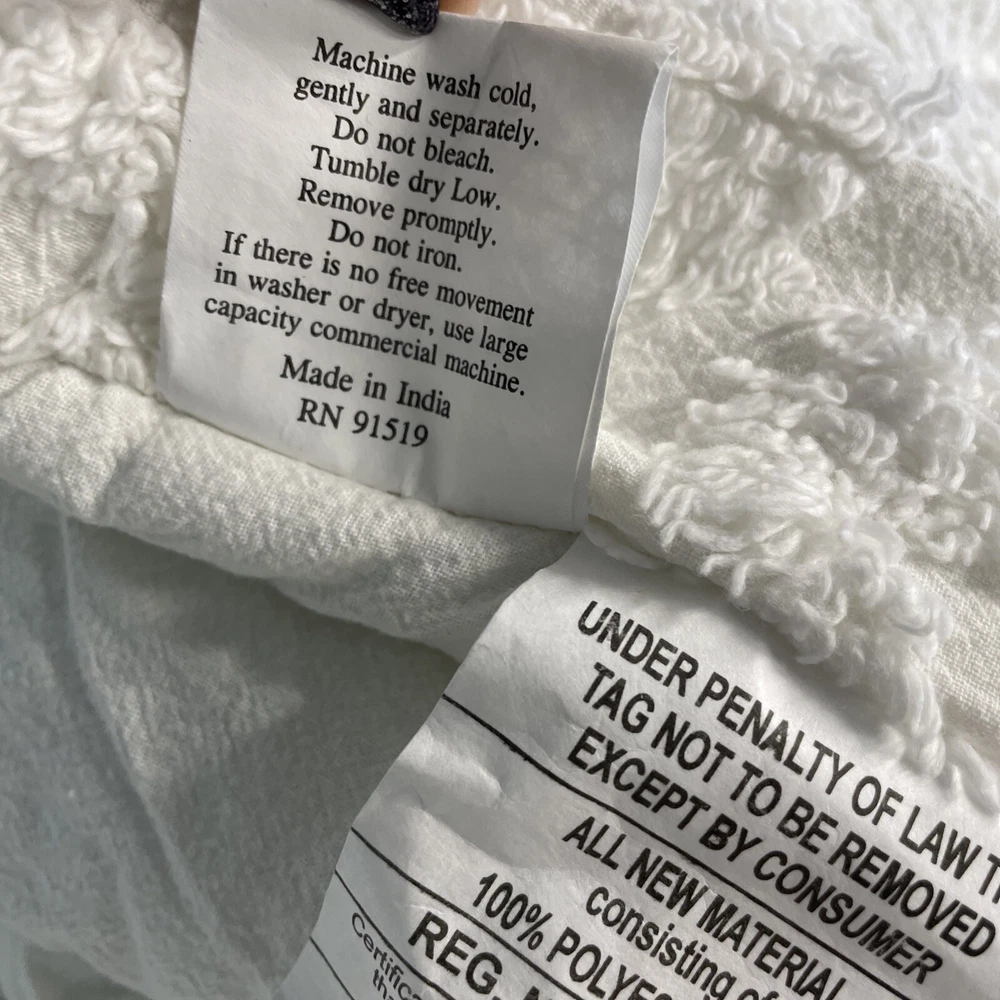 Machine wash cold,
gently and separately.
Do not bleach.
Tumble dry Low.
Remove promptly.
Do not iron.
If there is no free movement
in washer or dryer, use large
capacity commercial machine.
Made in India
RN 91519
UNDER PENALTY OF LAW
TAG NOT TO BE REMOVED
EXCEPT BY CONSUMER
ALL NEW MATERIAL
consisting of
100%
REG.